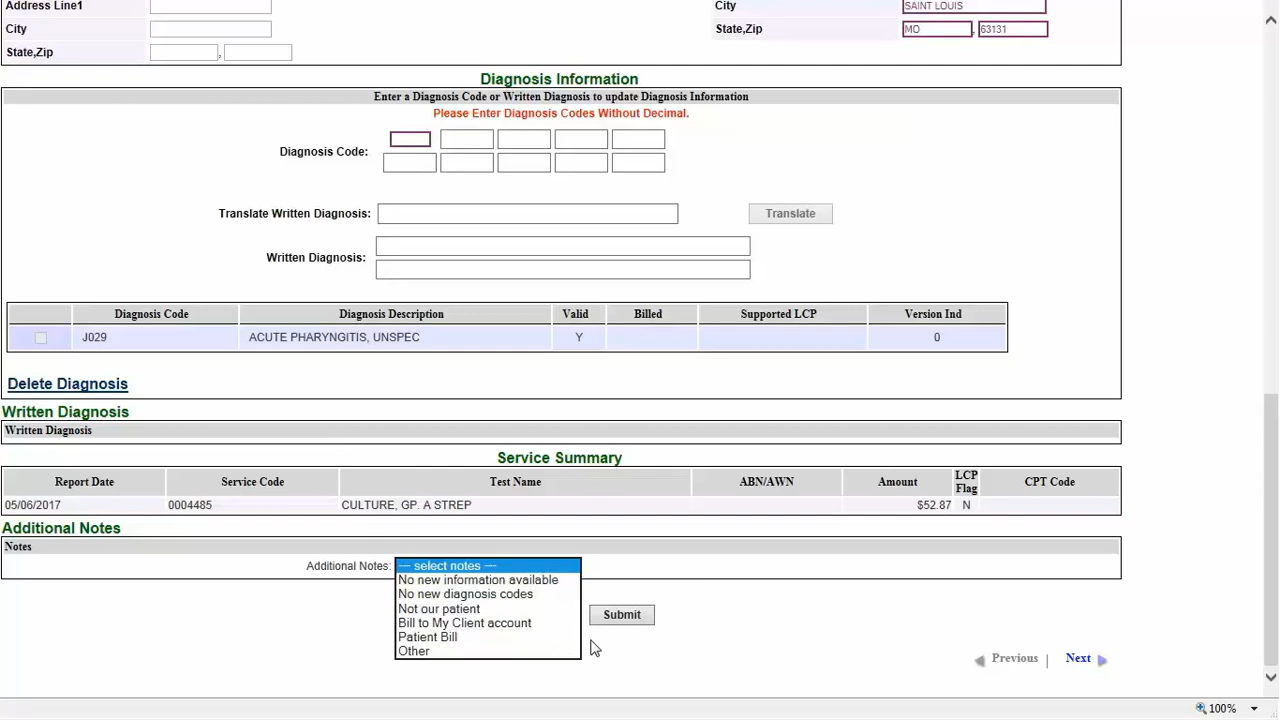 Address Line1
City SAINT LOUIS
City
State,Zip MO , 63131
State,Zip ,
Diagnosis Information
Enter a Diagnosis Code or Written Diagnosis to update Diagnosis Information
Please Enter Diagnosis Codes Without Decimal.
Diagnosis Code:
Translate Written Diagnosis: Translate
Written Diagnosis:
Diagnosis Code Diagnosis Description Valid Billed Supported LCP Version Ind
J029 ACUTE PHARYNGITIS, UNSPEC Y 0
Delete Diagnosis
Written Diagnosis
Written Diagnosis
Service Summary
Report Date Service Code Test Name ABN/AWN Amount LCP Flag CPT Code
05/06/2017 0004485 CULTURE, GP. A STREP $52.87 N
Additional Notes
Notes
Additional Notes: --- select notes ---
No new information available
No new diagnosis codes
Not our patient
Bill to My Client account
Patient Bill
Other
Submit
Previous | Next
100%